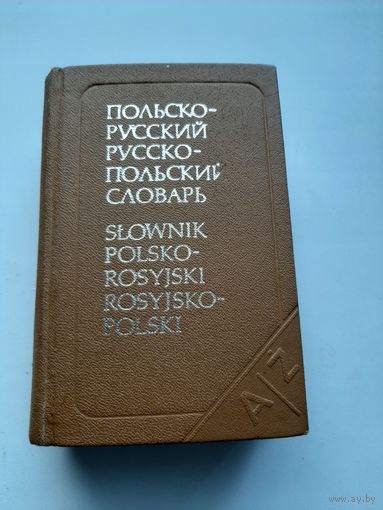 ПОЛЬСКО-
РУССКИЙ
РУССКО-
ПОЛЬСКИЙ
СЛОВАРЬ
SŁOWNIK
POLSKO-
ROSYJSKI
ROSYJSKO-
POLSKI
A/Z
www.ay.by